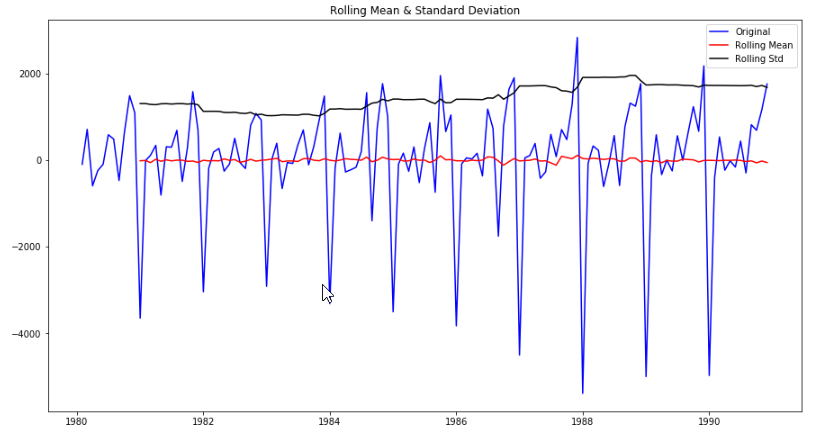 Rolling Mean & Standard Deviation
Original
Rolling Mean
Rolling Std
2000
0
−2000
−4000
1980 1982 1984 1986 1988 1990